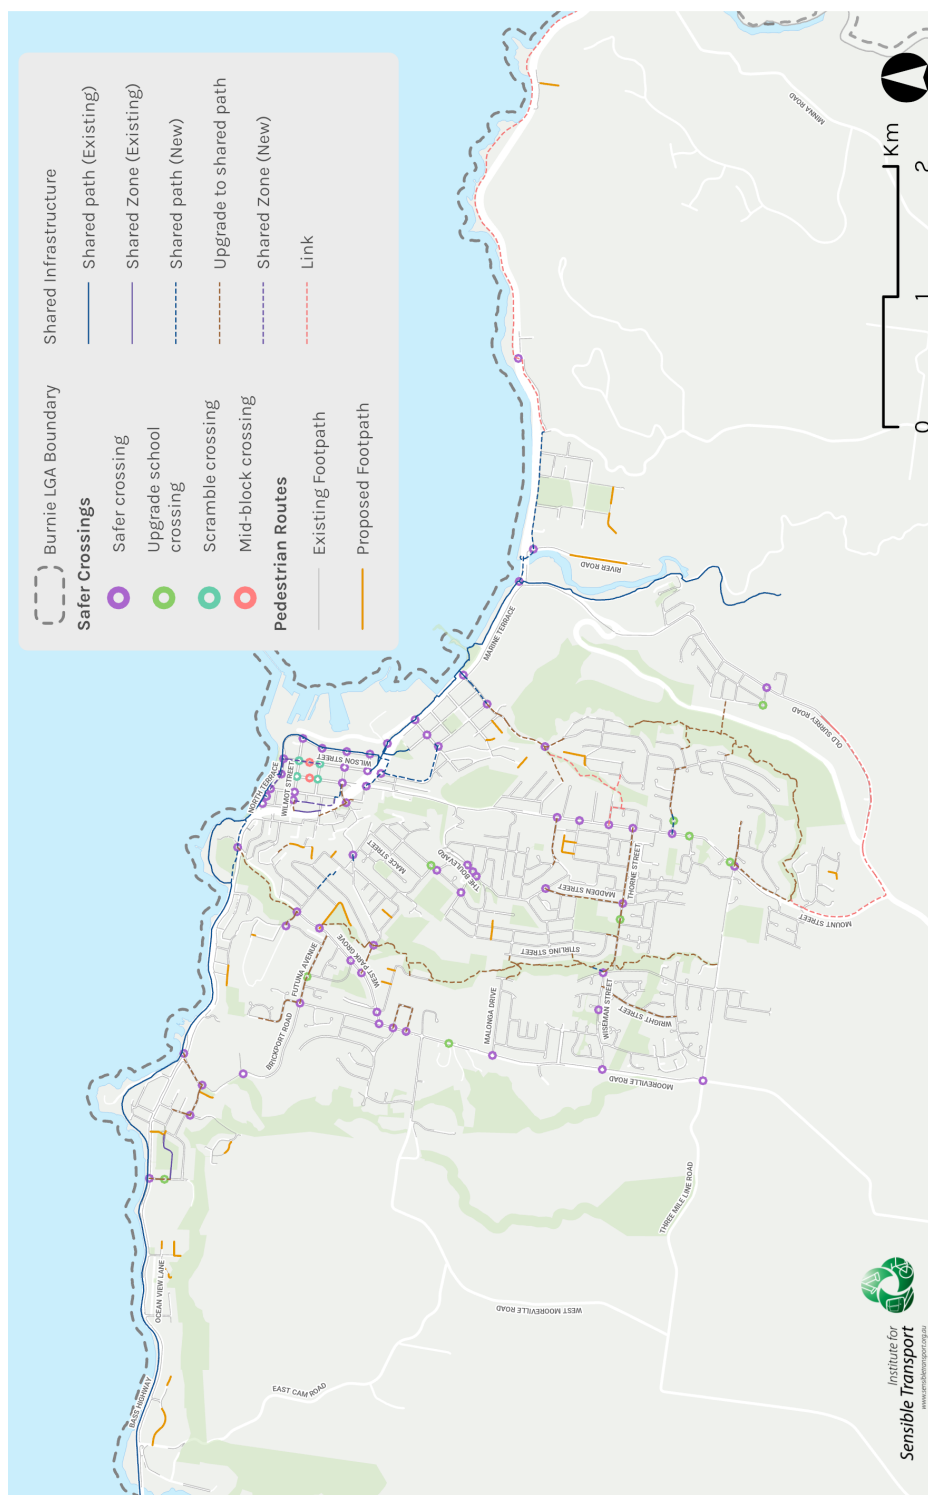 Burnie LGA Boundary
Safer Crossings
Safer crossing
Upgrade school
crossing
Scramble crossing
Mid-block crossing
Pedestrian Routes
Existing Footpath
Proposed Footpath
Shared Infrastructure
Shared path (Existing)
Shared Zone (Existing)
Shared path (New)
Upgrade to shared path
Shared Zone (New)
Link
BASS HIGHWAY
OCEAN VIEW LANE
EAST CAM ROAD
WEST MOOREVILLE ROAD
THREE MILE LINE ROAD
MOOREVILLE ROAD
BRICKPORT ROAD
FUTUNA AVENUE
WEST PARK GROVE
MALONGA DRIVE
WISEMAN STREET
WRIGHT STREET
STIRLING STREET
MADDEN STREET
THORNE STREET
THE BOULEVARD
MACE STREET
NORTH TERRACE
WILMOT STREET
WILSON STREET
MARINE TERRACE
RIVER ROAD
OLD SURREY ROAD
MOUNT STREET
MINNA ROAD
0
1
2
Km
Institute for
Sensible Transport
www.sensibletransport.org.au